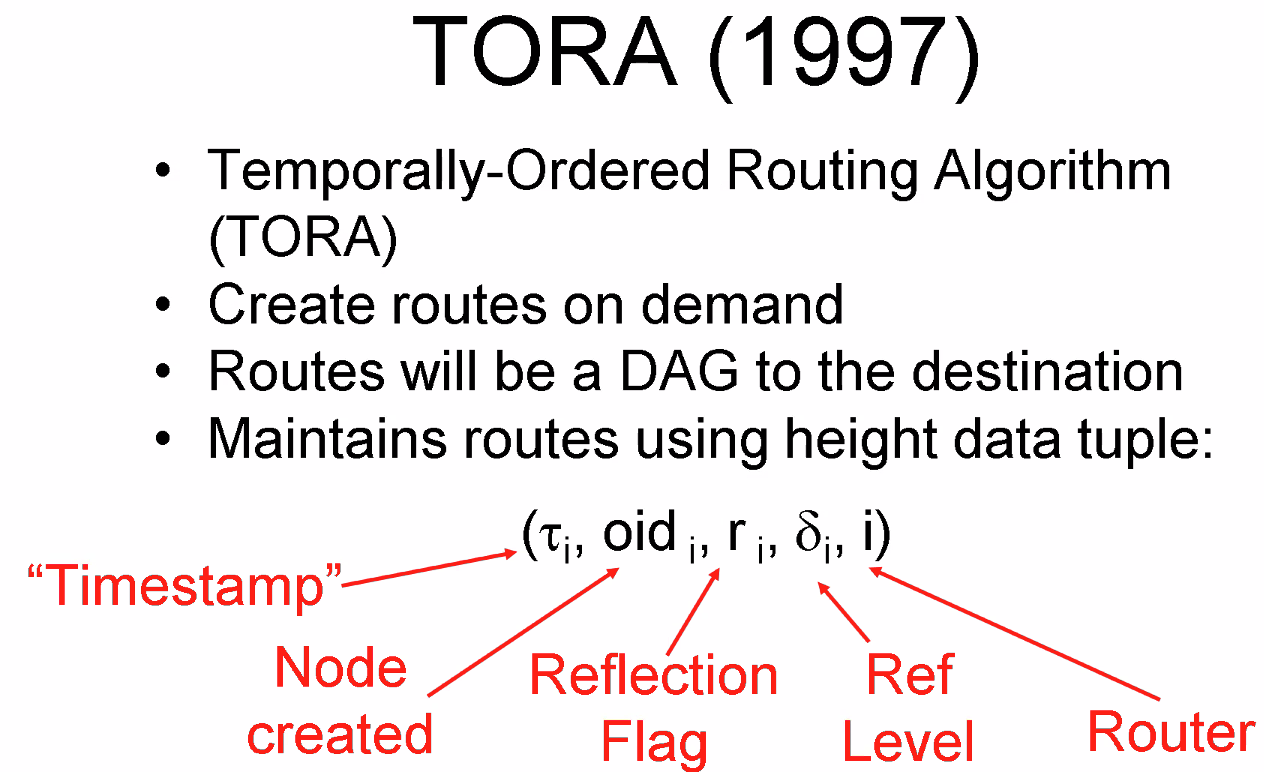 TORA (1997)
• Temporally-Ordered Routing Algorithm
(TORA)
• Create routes on demand
• Routes will be a DAG to the destination
• Maintains routes using height data tuple:
(τi, oid i, r i, δi, i)
“Timestamp”
Node
created
Reflection
Flag
Ref
Level
Router